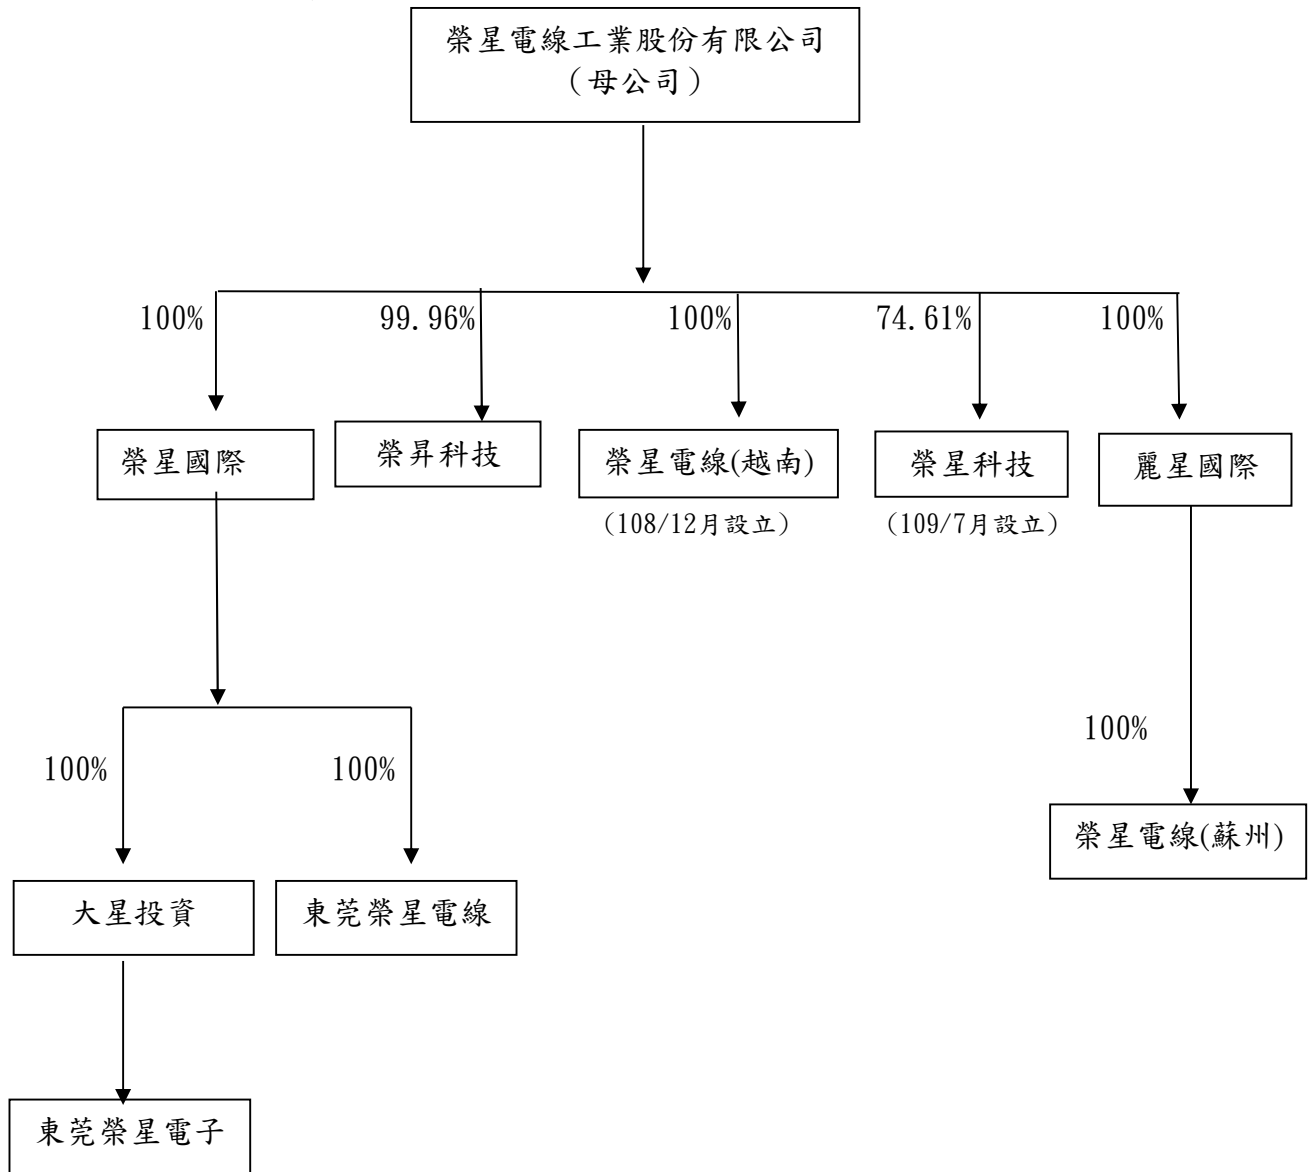 榮星電線工業股份有限公司
（母公司）
100%
99.96%
100%
74.61%
100%
榮星國際
榮昇科技
榮星電線(越南)
榮星科技
麗星國際
(108/12月設立)
(109/7月設立)
100%
100%
100%
榮星電線(蘇州)
大星投資
東莞榮星電線
東莞榮星電子